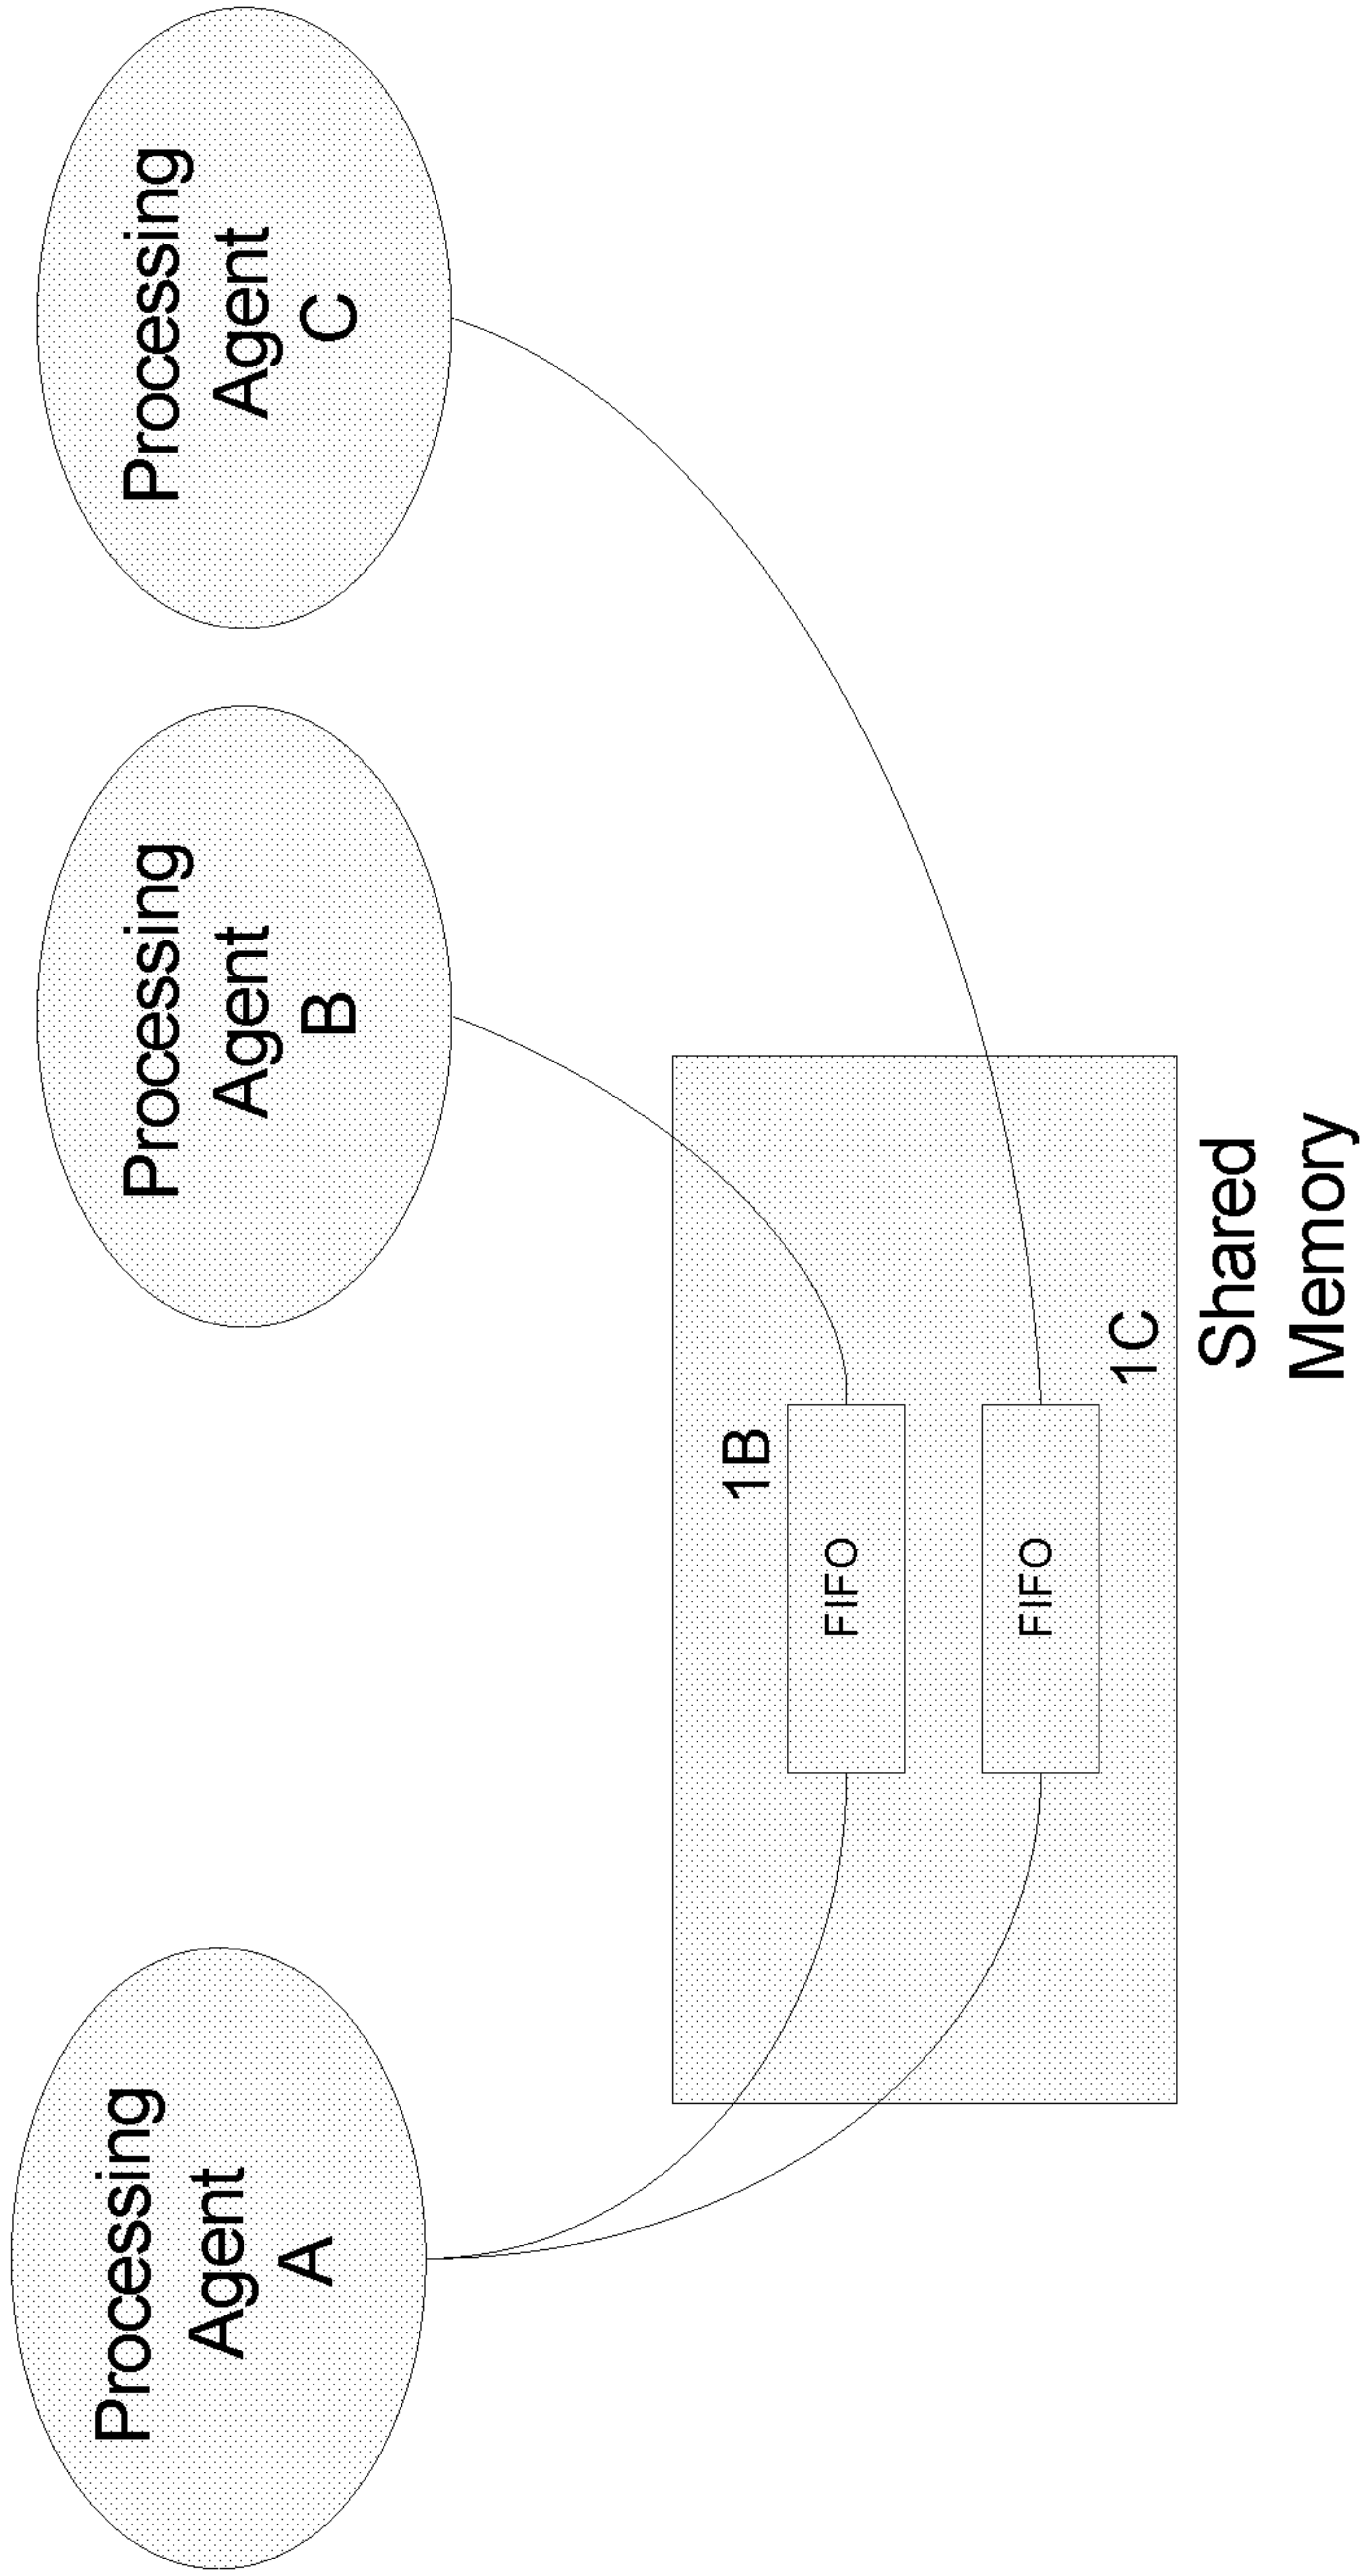 Processing
Agent
A
Processing
Agent
B
Processing
Agent
C
1B
FIFO
FIFO
1C
Shared
Memory